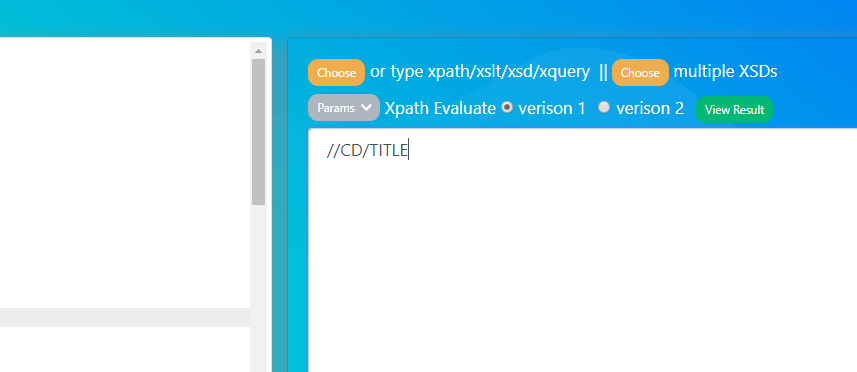 Choose or type xpath/xslt/xsd/xquery || Choose multiple XSDs
Params Xpath Evaluate verison 1 verison 2 View Result
//CD/TITLE